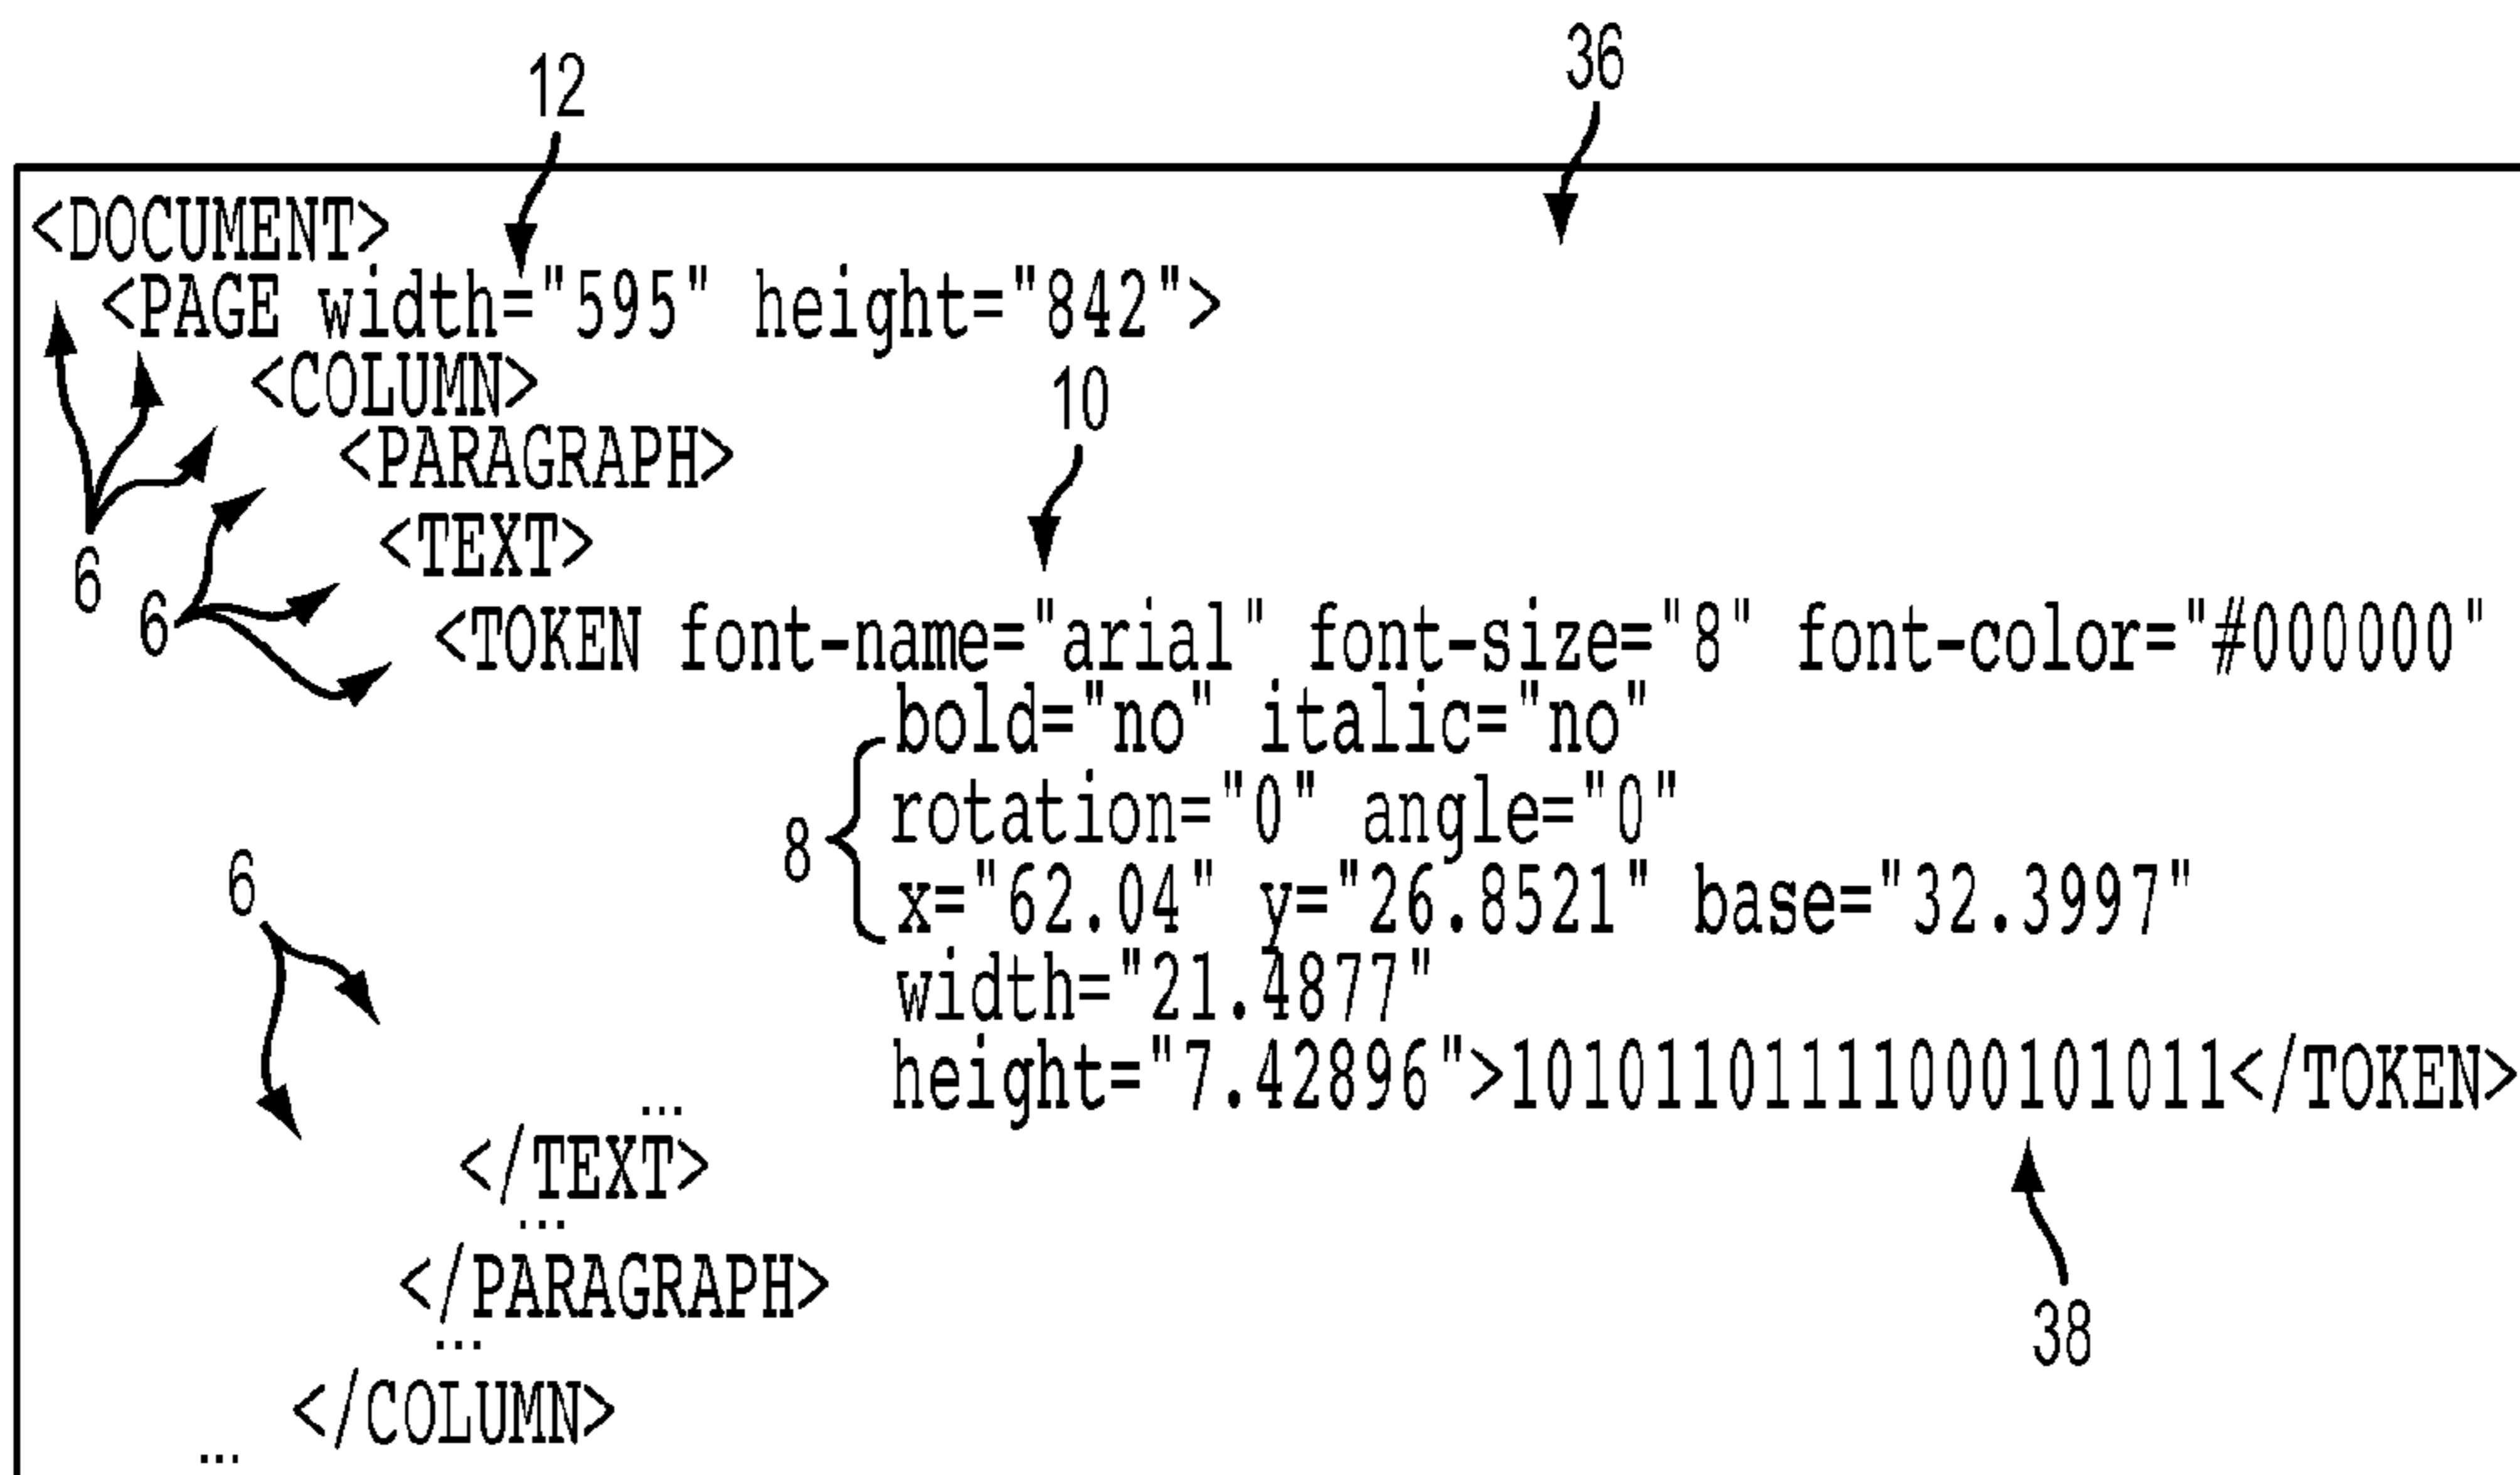 12
36
<DOCUMENT>
<PAGE width="595" height="842">
<COLUMN>
10
<PARAGRAPH>
<TEXT>
6
6
<TOKEN font-name="arial" font-size="8" font-color="#000000"
bold="no" italic="no"
rotation="0" angle="0"
8
x="62.04" y="26.8521" base="32.3997"
6
width="21.4877"
height="7.42896">10101101111000101011</TOKEN>
...
</TEXT>
...
</PARAGRAPH>
38
...
</COLUMN>
...